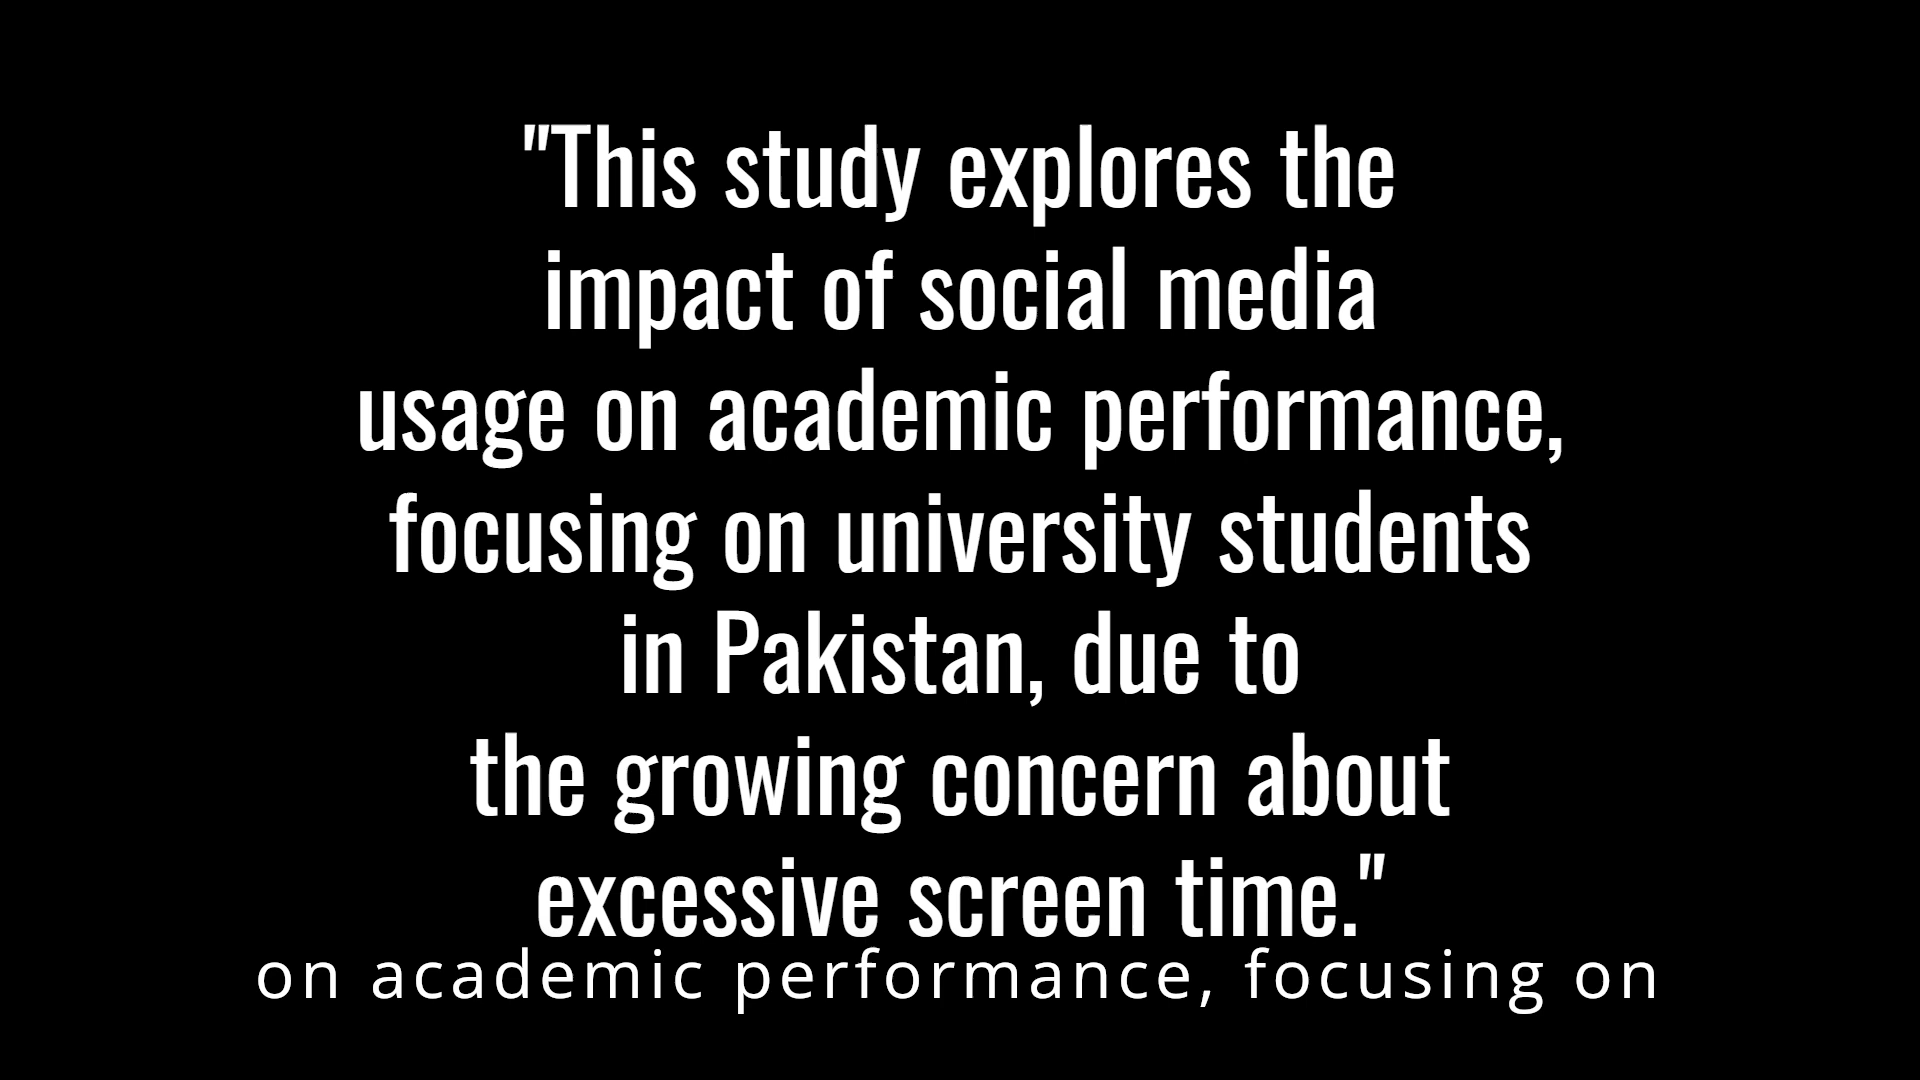 "This study explores the
impact of social media
usage on academic performance,
focusing on university students
in Pakistan, due to
the growing concern about
excessive screen time."
on academic performance, focusing on